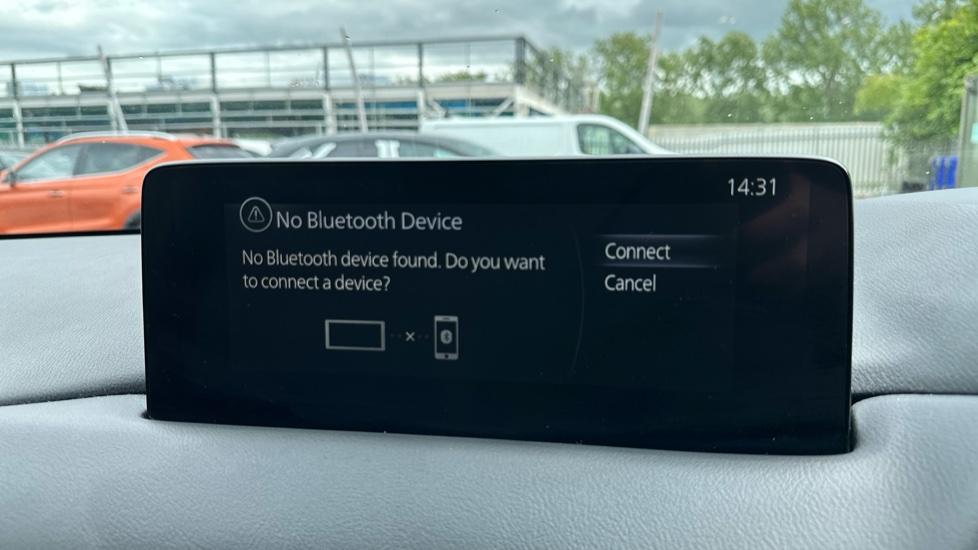 14:31
No Bluetooth Device
No Bluetooth device found. Do you want
to connect a device?
Connect
Cancel